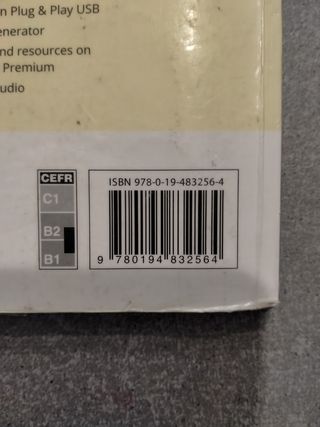 n Plug & Play USB
enerator
nd resources on
Premium
udio
CEFR
C1
B2
B1
ISBN 978-0-19-483256-4
9 780194 832564